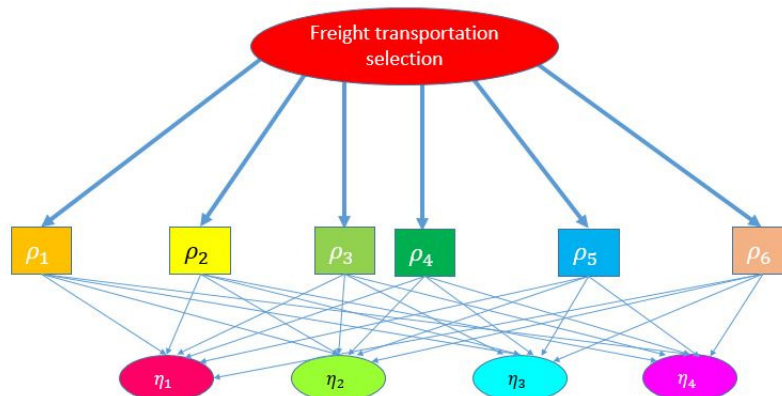 Freight transportation
selection
ρ₁ ρ₂ ρ₃ ρ₄ ρ₅ ρ₆
η₁ η₂ η₃ η₄